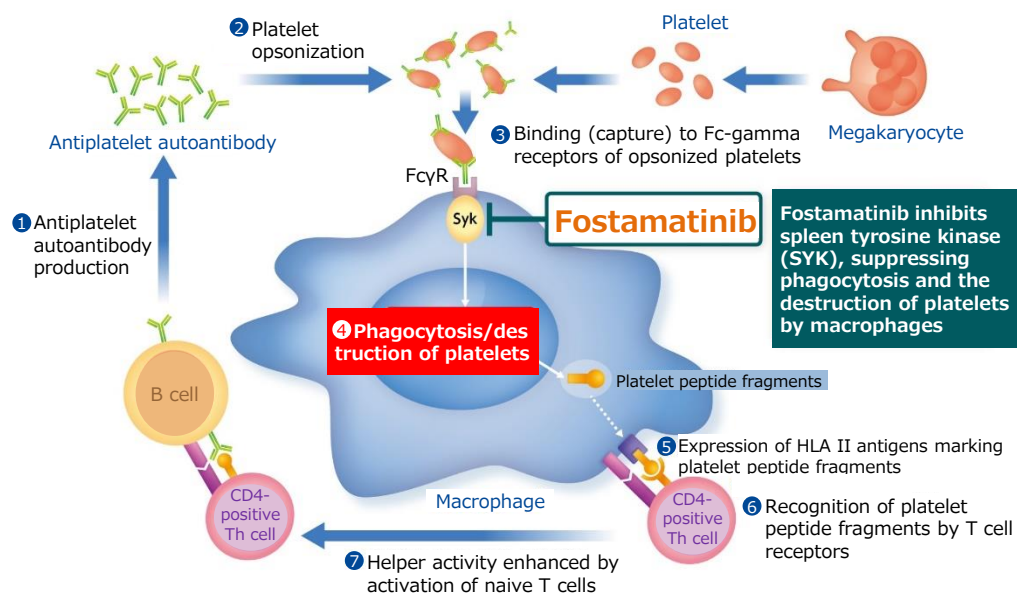 ❷ Platelet
opsonization
Platelet
Antiplatelet autoantibody
Megakaryocyte
❸ Binding (capture) to Fc-gamma
receptors of opsonized platelets
FcγR
Syk
Fostamatinib
Fostamatinib inhibits
spleen tyrosine kinase
(SYK), suppressing
phagocytosis and the
destruction of platelets
by macrophages
❶ Antiplatelet
autoantibody
production
❹ Phagocytosis/des
truction of platelets
Platelet peptide fragments
B cell
❺ Expression of HLA II antigens marking
platelet peptide fragments
CD4-
positive
Th cell
Macrophage
CD4-
positive
Th cell
❻ Recognition of platelet
peptide fragments by T cell
receptors
❼ Helper activity enhanced by
activation of naive T cells